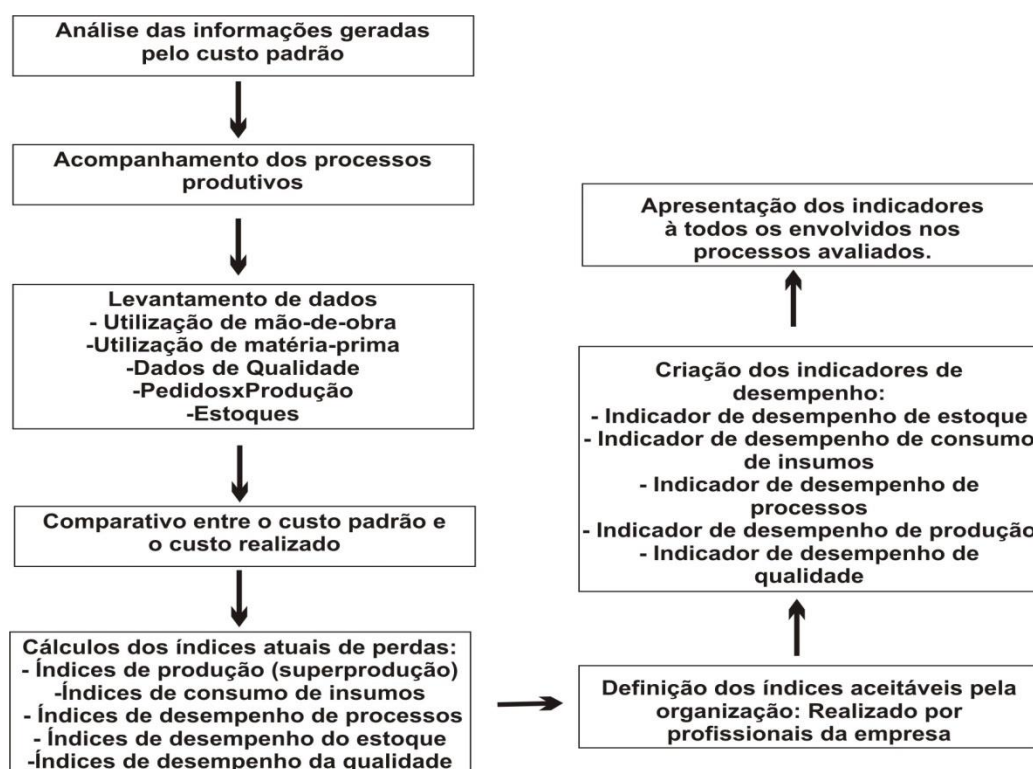 Análise das informações geradas
pelo custo padrão
Acompanhamento dos processos
produtivos
Levantamento de dados
- Utilização de mão-de-obra
-Utilização de matéria-prima
-Dados de Qualidade
-PedidosxProdução
-Estoques
Comparativo entre o custo padrão e
o custo realizado
Cálculos dos índices atuais de perdas:
- Índices de produção (superprodução)
-Índices de consumo de insumos
- Índices de desempenho de processos
- Índices de desempenho do estoque
-Índices de desempenho da qualidade
Definição dos índices aceitáveis pela
organização: Realizado por
profissionais da empresa
Criação dos indicadores de
desempenho:
- Indicador de desempenho de estoque
- Indicador de desempenho de consumo
de insumos
- Indicador de desempenho de
processos
- Indicador de desempenho de produção
- Indicador de desempenho de
qualidade
Apresentação dos indicadores
à todos os envolvidos nos
processos avaliados.